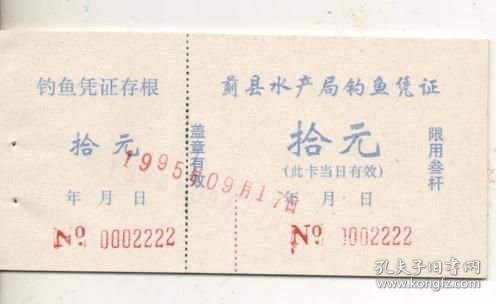 钓鱼凭证存根
拾元
年 月 日
No 0002222
盖章有效
1995年09月17日
蓟县水产局钓鱼凭证
拾元
(此卡当日有效)
限用叁杆
年 月 日
No 0002222
孔夫子旧书网
www.kongfz.com